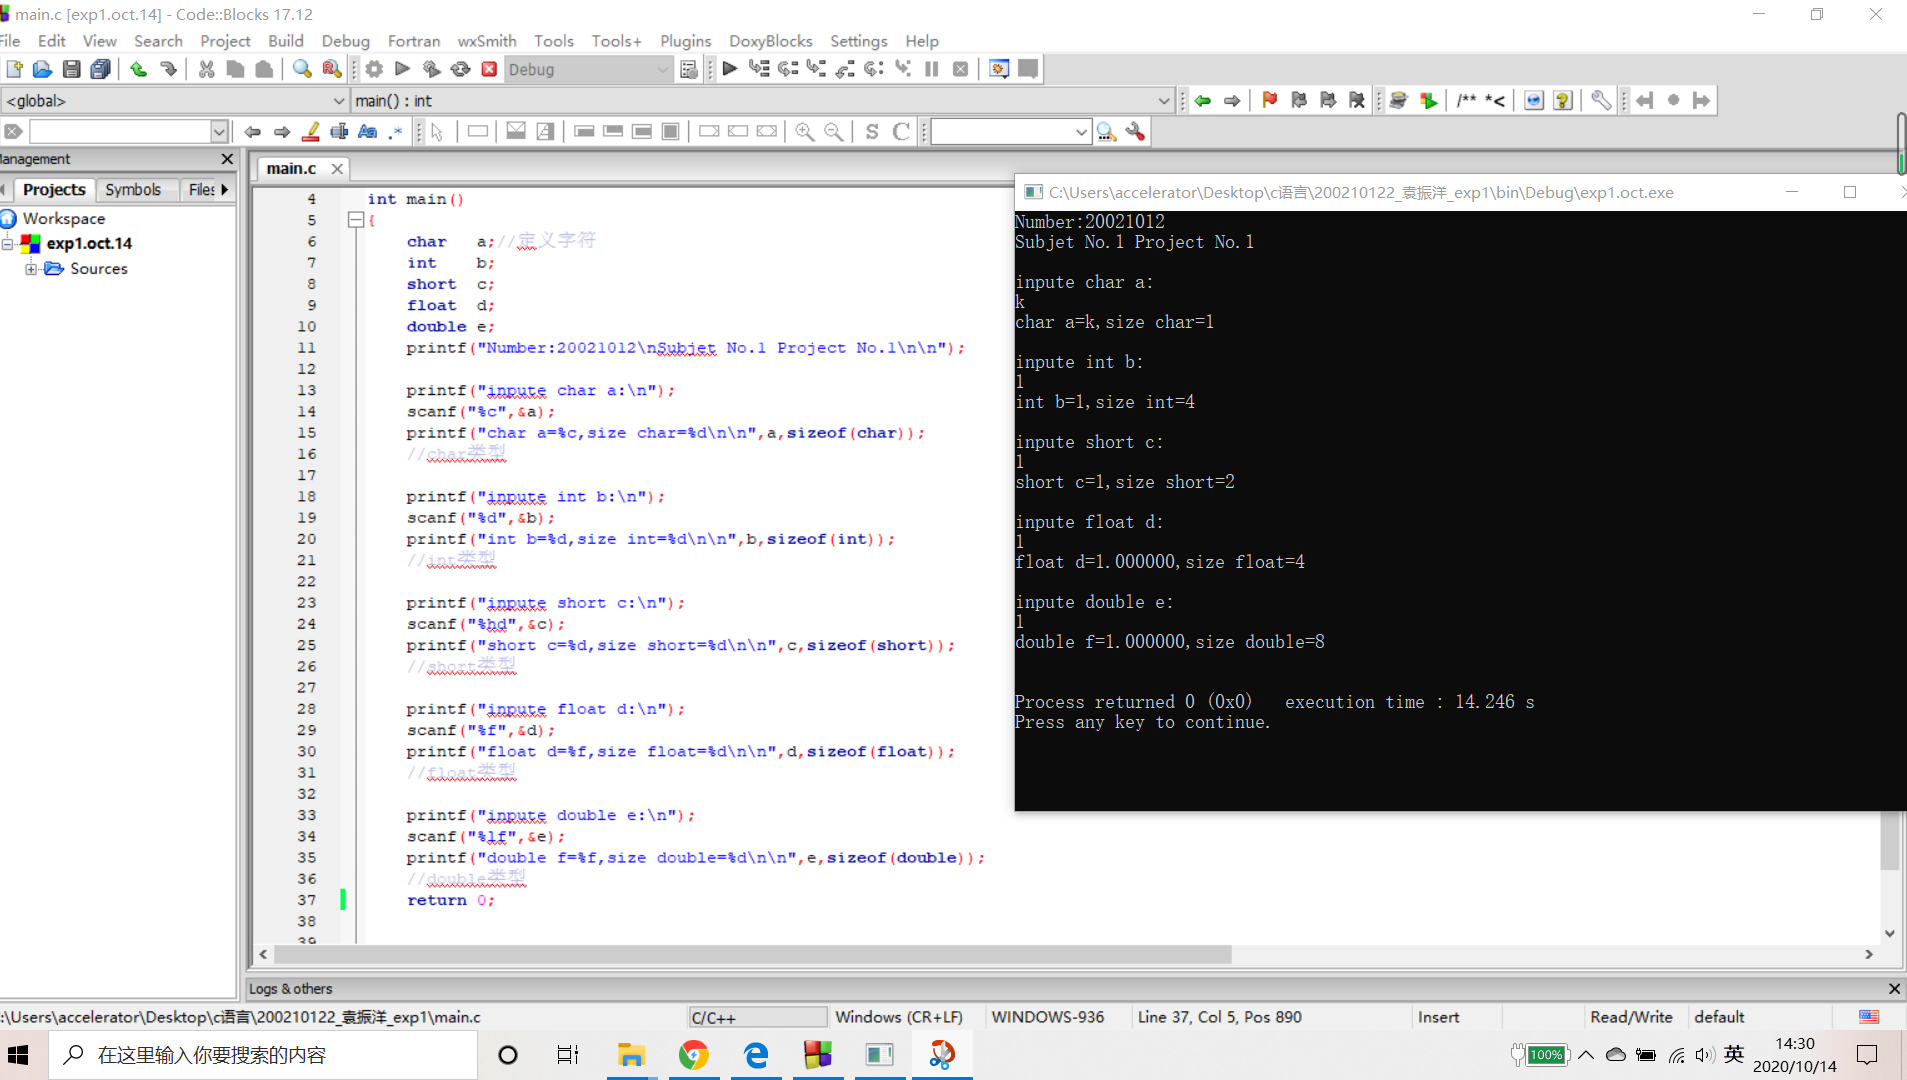 main.c [exp1.oct.14] - Code::Blocks 17.12
File Edit View Search Project Build Debug Fortran wxSmith Tools Tools+ Plugins DoxyBlocks Settings Help
Debug
<global> main() : int
/** *<
Aa .*
S C
Management
Projects Symbols Files
Workspace
exp1.oct.14
Sources
main.c
4 int main()
5 {
6 char a;//定义字符
7 int b;
8 short c;
9 float d;
10 double e;
11 printf("Number:20021012\nSubjet No.1 Project No.1\n\n");
12
13 printf("inpute char a:\n");
14 scanf("%c",&a);
15 printf("char a=%c,size char=%d\n\n",a,sizeof(char));
16 //char类型
17
18 printf("inpute int b:\n");
19 scanf("%d",&b);
20 printf("int b=%d,size int=%d\n\n",b,sizeof(int));
21 //int类型
22
23 printf("inpute short c:\n");
24 scanf("%hd",&c);
25 printf("short c=%d,size short=%d\n\n",c,sizeof(short));
26 //short类型
27
28 printf("inpute float d:\n");
29 scanf("%f",&d);
30 printf("float d=%f,size float=%d\n\n",d,sizeof(float));
31 //float类型
32
33 printf("inpute double e:\n");
34 scanf("%lf",&e);
35 printf("double f=%f,size double=%d\n\n",e,sizeof(double));
36 //double类型
37 return 0;
38
39
C:\Users\accelerator\Desktop\c语言\200210122_袁振洋_exp1\bin\Debug\exp1.oct.exe
Number:20021012
Subjet No.1 Project No.1
inpute char a:
k
char a=k,size char=1
inpute int b:
1
int b=1,size int=4
inpute short c:
1
short c=1,size short=2
inpute float d:
1
float d=1.000000,size float=4
inpute double e:
1
double f=1.000000,size double=8
Process returned 0 (0x0) execution time : 14.246 s
Press any key to continue.
Logs & others
:\Users\accelerator\Desktop\c语言\200210122_袁振洋_exp1\main.c C/C++ Windows (CR+LF) WINDOWS-936 Line 37, Col 5, Pos 890 Insert Read/Write default
在这里输入你要搜索的内容
100% 英
14:30
2020/10/14